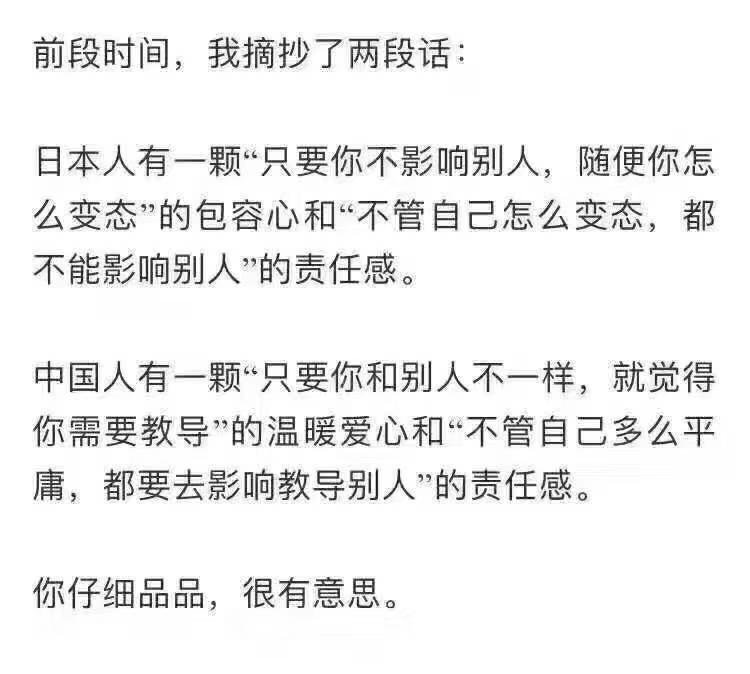 前段时间，我摘抄了两段话：
日本人有一颗“只要你不影响别人，随便你怎
么变态”的包容心和“不管自己怎么变态，都
不能影响别人”的责任感。
中国人有一颗“只要你和别人不一样，就觉得
你需要教导”的温暖爱心和“不管自己多么平
庸，都要去影响教导别人”的责任感。
你仔细品品，很有意思。